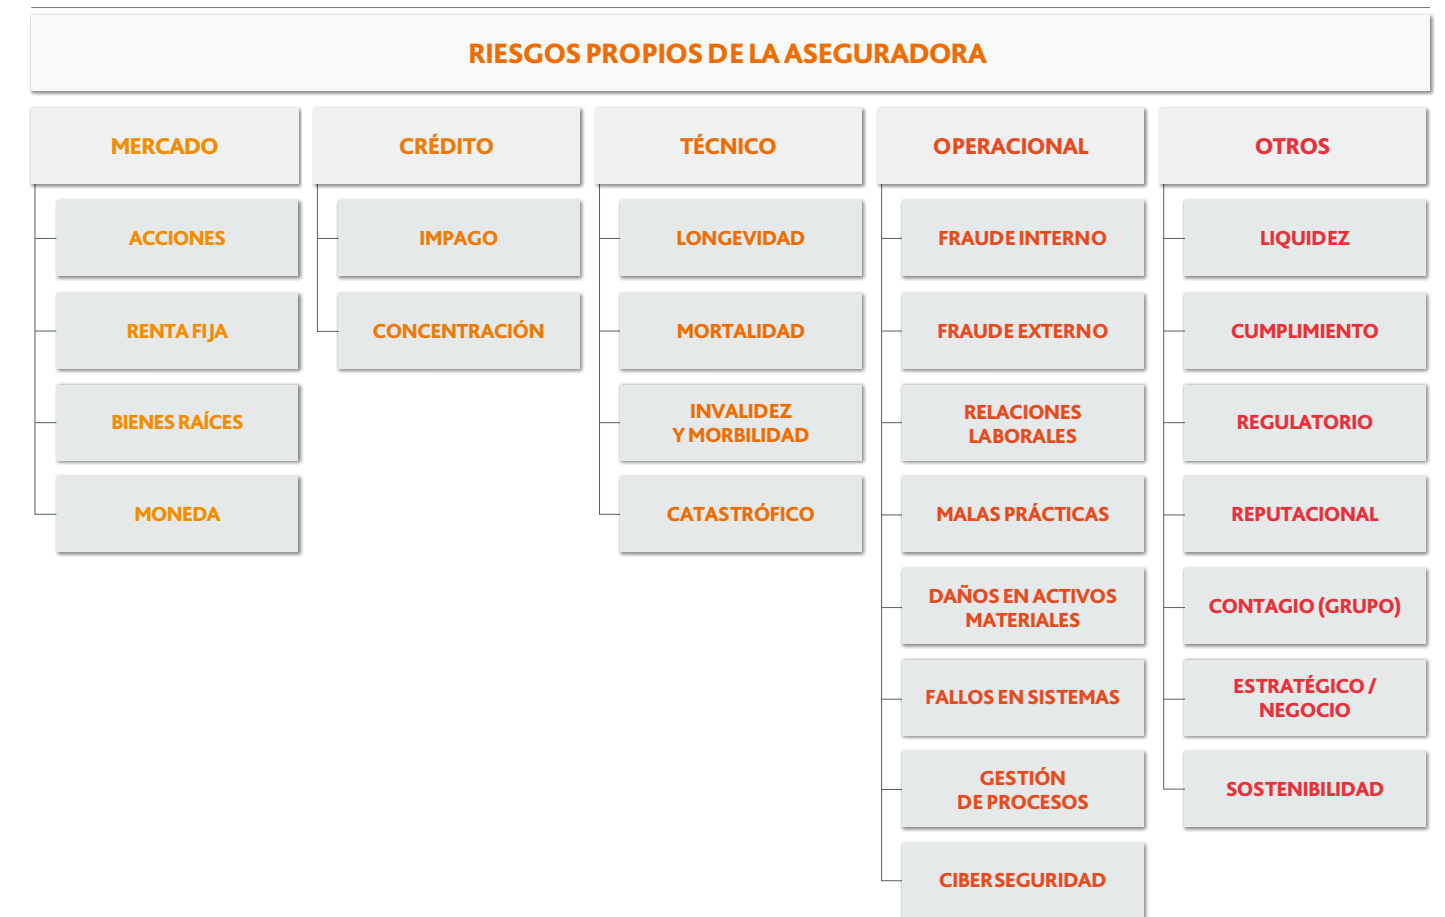 RIESGOS PROPIOS DE LA ASEGURADORA
MERCADO
ACCIONES
RENTA FIJA
BIENES RAÍCES
MONEDA
CRÉDITO
IMPAGO
CONCENTRACIÓN
TÉCNICO
LONGEVIDAD
MORTALIDAD
INVALIDEZ
Y MORBILIDAD
CATASTRÓFICO
OPERACIONAL
FRAUDE INTERNO
FRAUDE EXTERNO
RELACIONES
LABORALES
MALAS PRÁCTICAS
DAÑOS EN ACTIVOS
MATERIALES
FALLOS EN SISTEMAS
GESTIÓN
DE PROCESOS
CIBERSEGURIDAD
OTROS
LIQUIDEZ
CUMPLIMIENTO
REGULATORIO
REPUTACIONAL
CONTAGIO (GRUPO)
ESTRATÉGICO /
NEGOCIO
SOSTENIBILIDAD